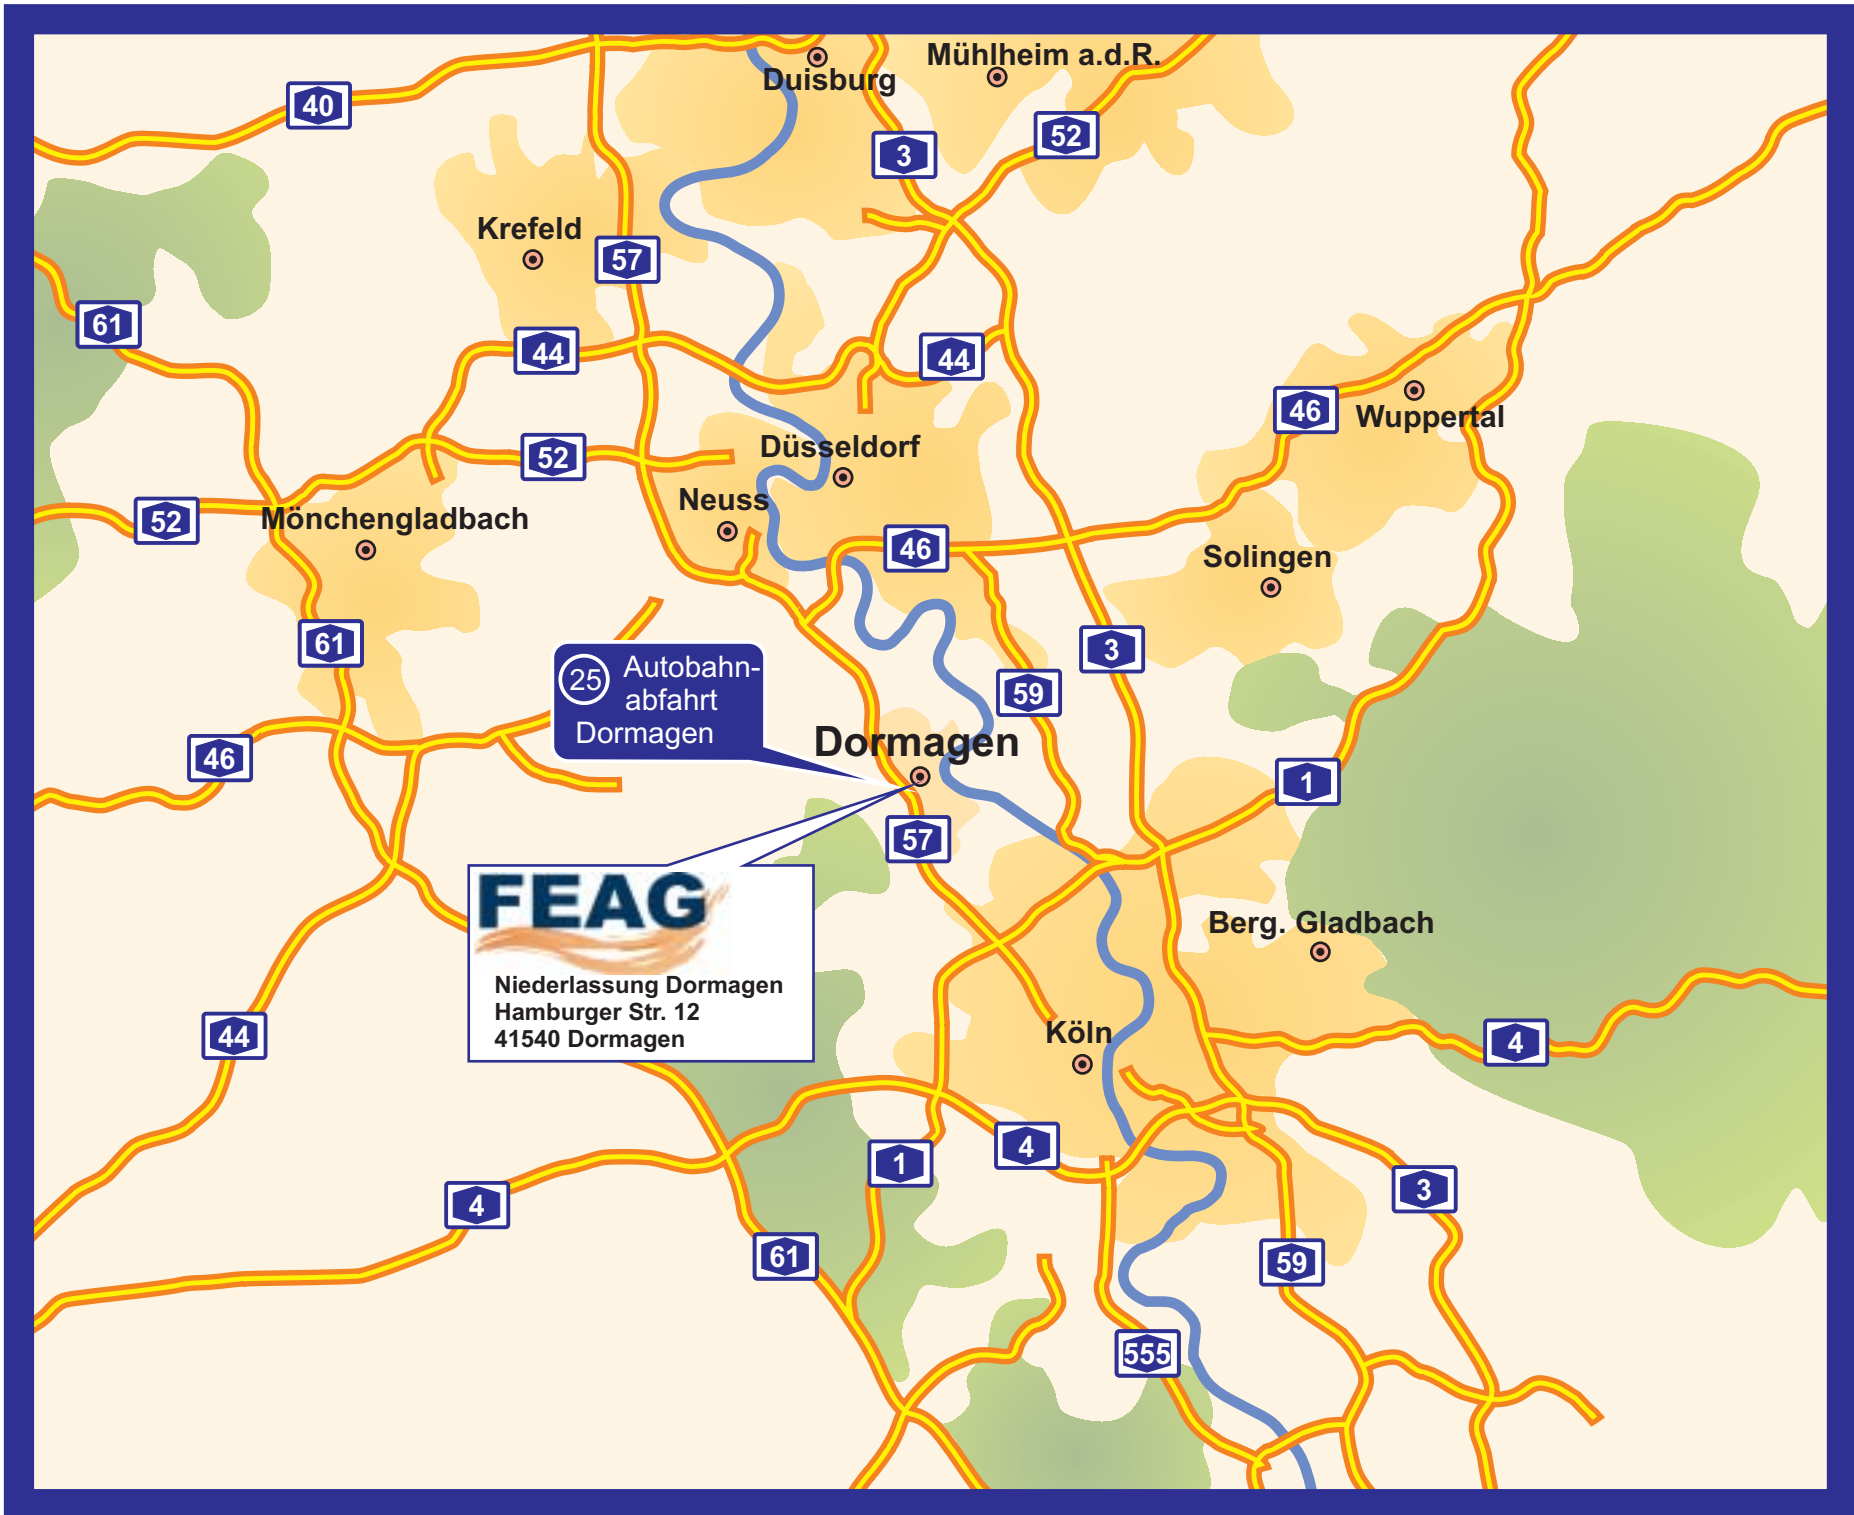 Duisburg
Mühlheim a.d.R.
40
3
52
Krefeld
57
61
44
44
46
Wuppertal
Düsseldorf
52
Neuss
52
Mönchengladbach
46
Solingen
61
3
25 Autobahn-
abfahrt
Dormagen
59
46
Dormagen
1
57
FEAG
Niederlassung Dormagen
Hamburger Str. 12
41540 Dormagen
Berg. Gladbach
44
Köln
4
4
1
3
4
61
59
555